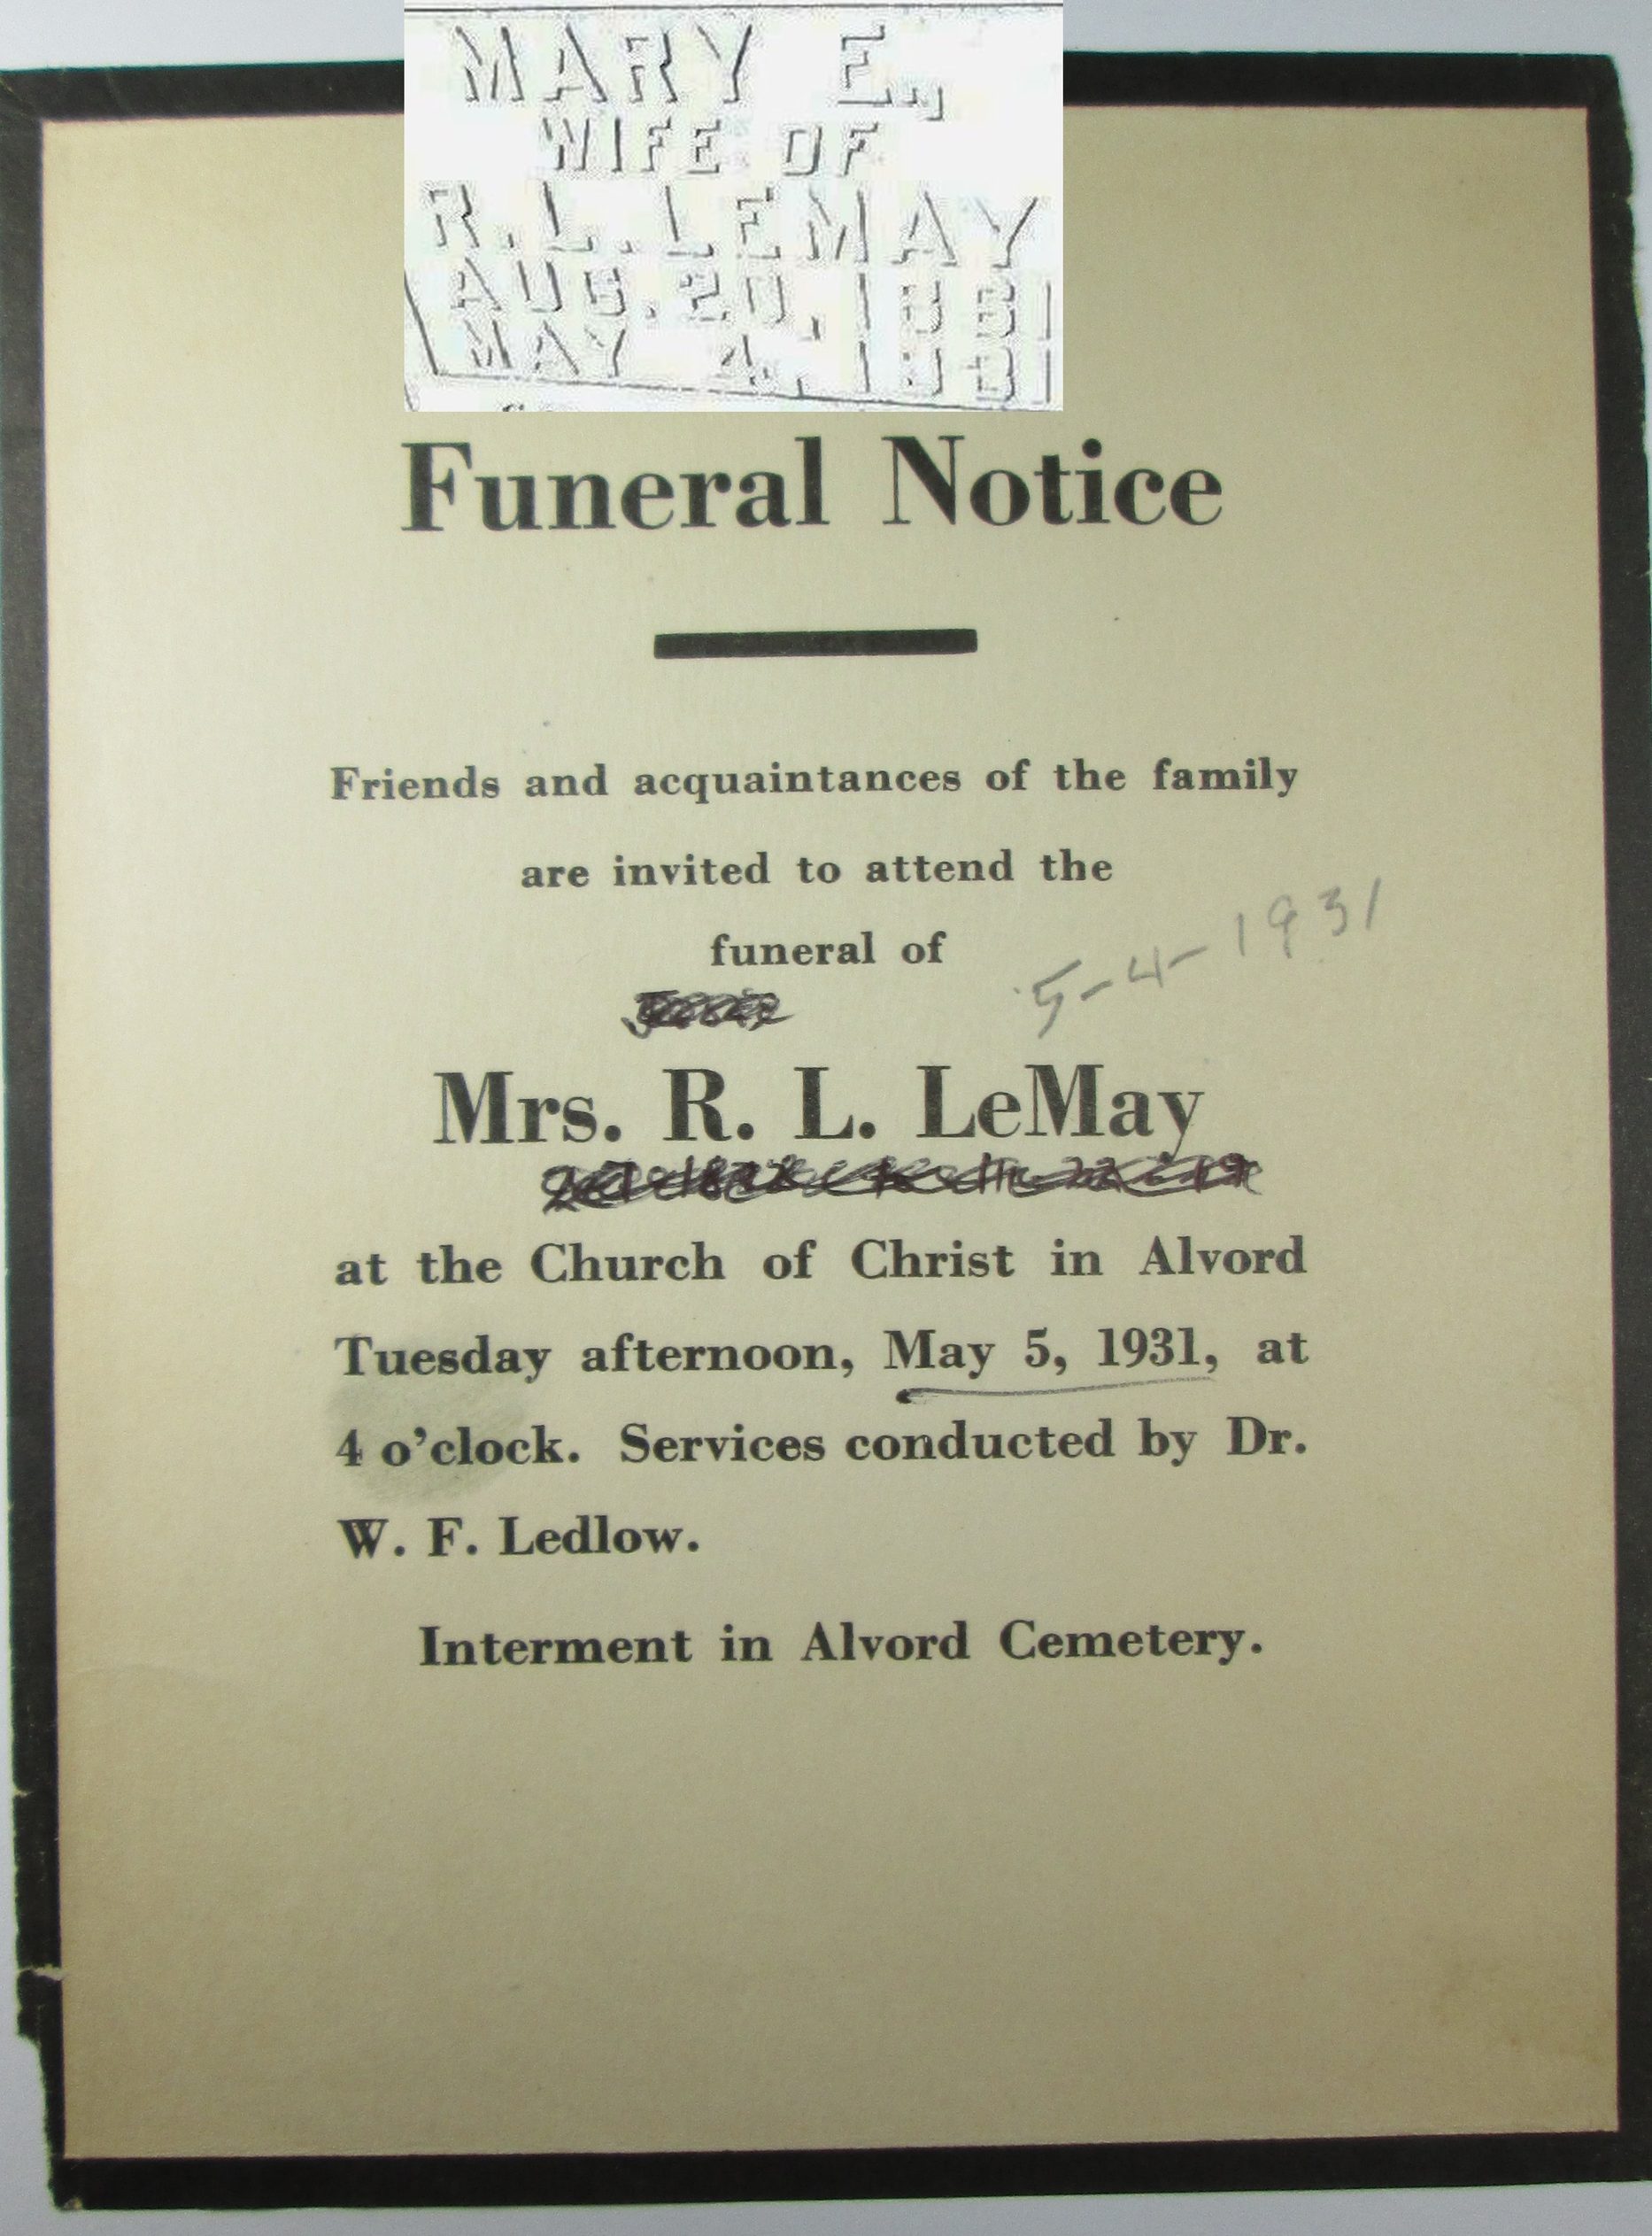 MARY E.,
WIFE OF
R. L. LEMAY
AUG. 20, 1881
MAY 4, 1931
Funeral Notice
Friends and acquaintances of the family
are invited to attend the
funeral of
5-4-1931
Mrs. R. L. LeMay
at the Church of Christ in Alvord
Tuesday afternoon, May 5, 1931, at
4 o'clock. Services conducted by Dr.
W. F. Ledlow.
Interment in Alvord Cemetery.